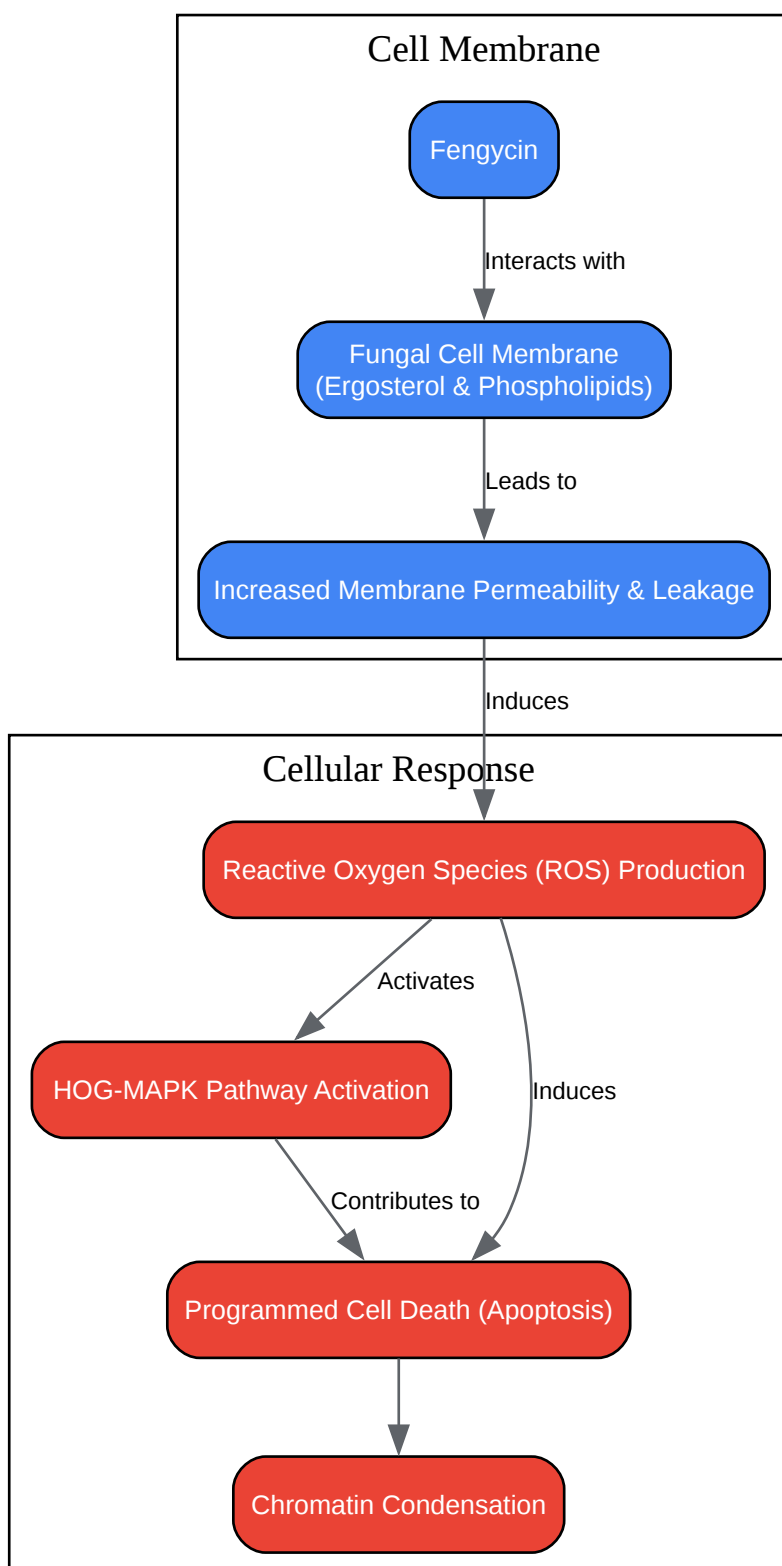 Cell Membrane
Fengycin
Interacts with
Fungal Cell Membrane
(Ergosterol & Phospholipids)
Leads to
Increased Membrane Permeability & Leakage
Induces
Cellular Response
Reactive Oxygen Species (ROS) Production
Activates
HOG-MAPK Pathway Activation
Induces
Contributes to
Programmed Cell Death (Apoptosis)
Chromatin Condensation